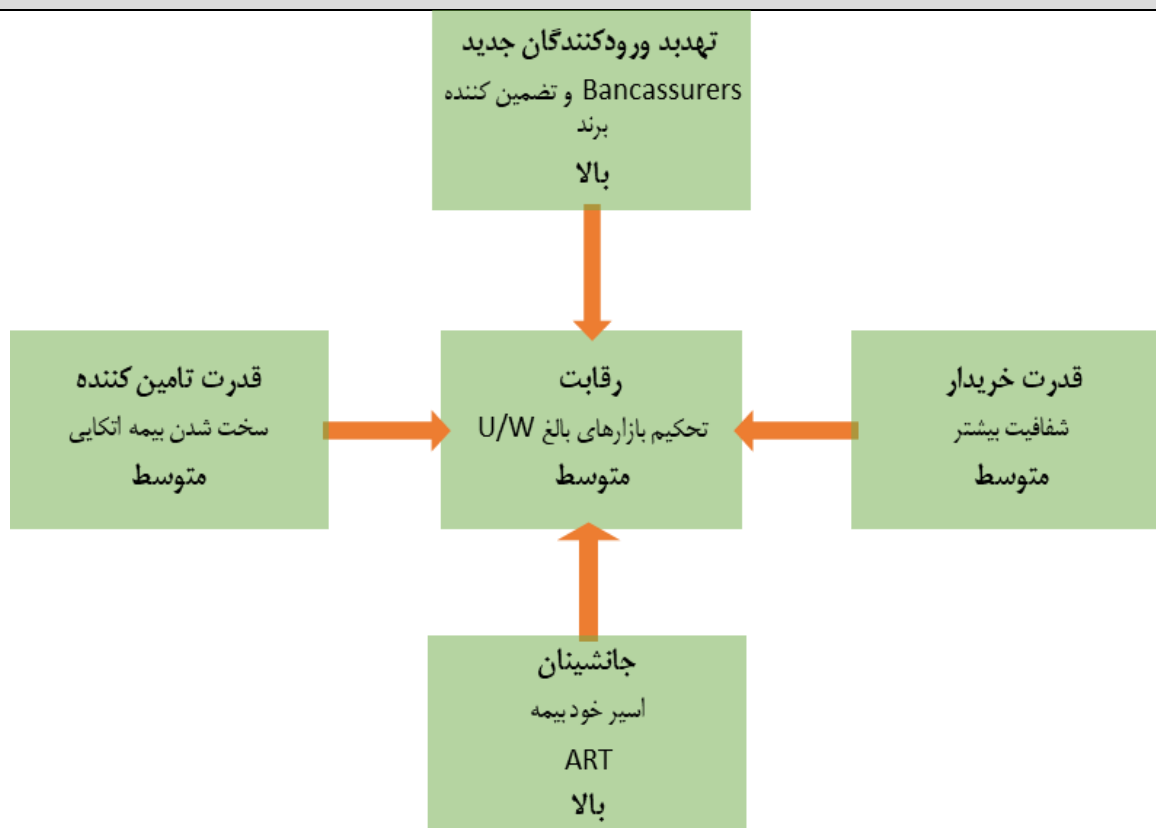 تهدبد ورودکنندگان جدید
Bancassurers و تضمین کننده
برند
بالا
قدرت تامین کننده
سخت شدن بیمه اتکایی
متوسط
رقابت
تحکیم بازارهای بالغ U/W
متوسط
قدرت خریدار
شفافیت بیشتر
متوسط
جانشینان
اسیر خود بیمه
ART
بالا